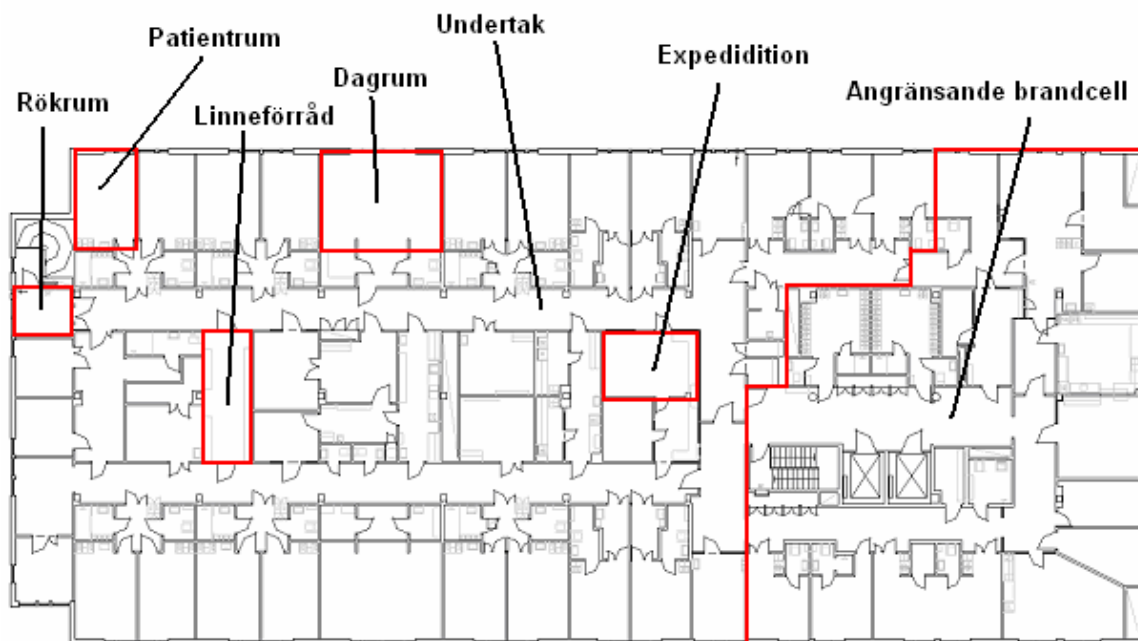 Undertak
Patientrum
Expedidition
Dagrum
Angränsande brandcell
Rökrum
Linneförråd